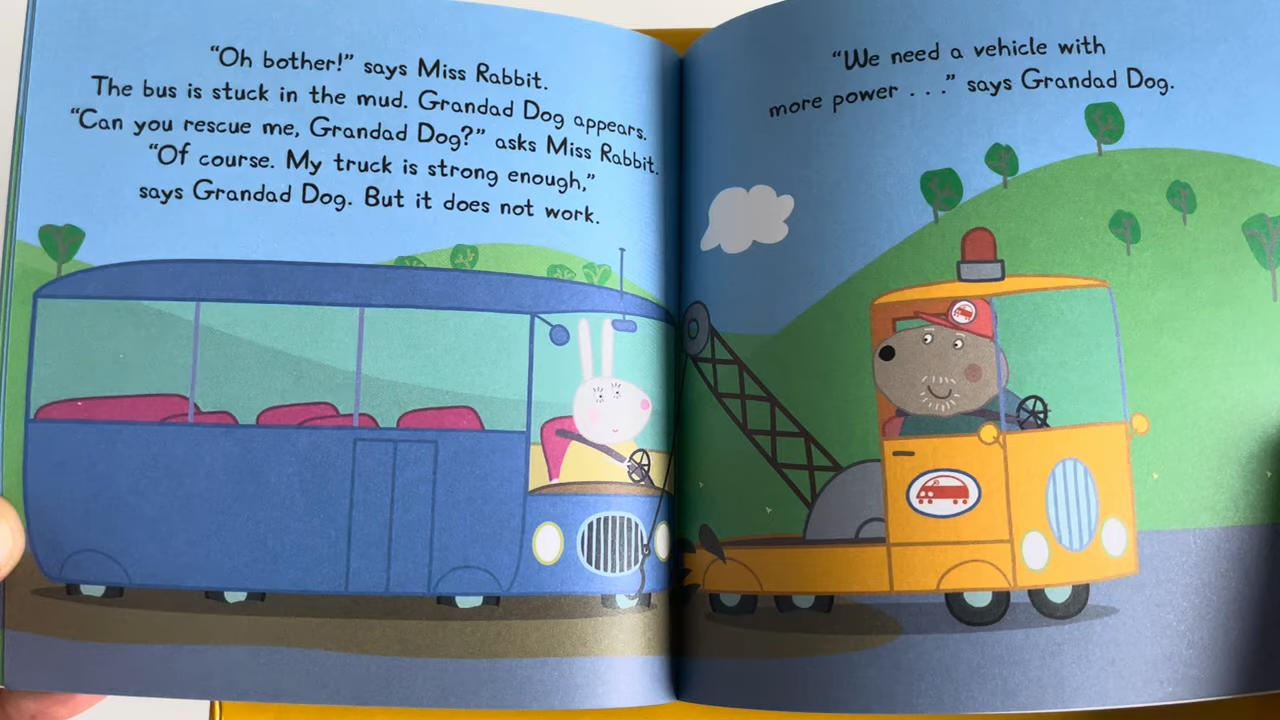 “Oh bother!” says Miss Rabbit.
The bus is stuck in the mud. Grandad Dog appears.
“Can you rescue me, Grandad Dog?” asks Miss Rabbit.
“Of course. My truck is strong enough,”
says Grandad Dog. But it does not work.
“We need a vehicle with
more power . . .” says Grandad Dog.